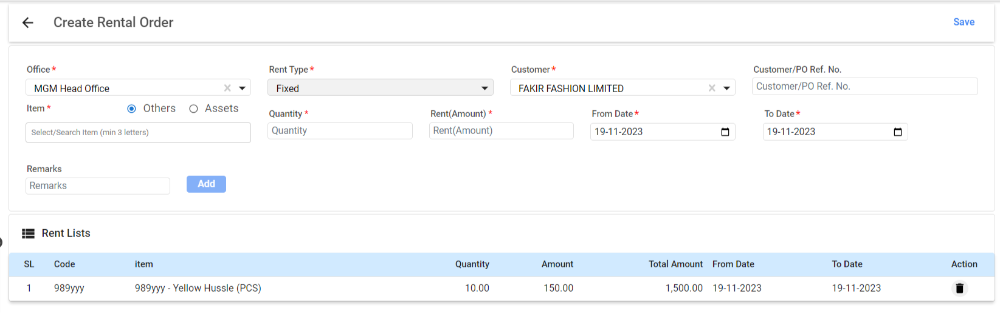 Create Rental Order Save
Office* Rent Type* Customer* Customer/PO Ref. No.
MGM Head Office Fixed FAKIR FASHION LIMITED Customer/PO Ref. No.
Item * Others Assets Quantity * Rent(Amount) * From Date* To Date*
Select/Search Item (min 3 letters) Quantity Rent(Amount) 19-11-2023 19-11-2023
Remarks
Remarks Add
Rent Lists
SL Code item Quantity Amount Total Amount From Date To Date Action
1 989yyy 989yyy - Yellow Hussle (PCS) 10.00 150.00 1,500.00 19-11-2023 19-11-2023